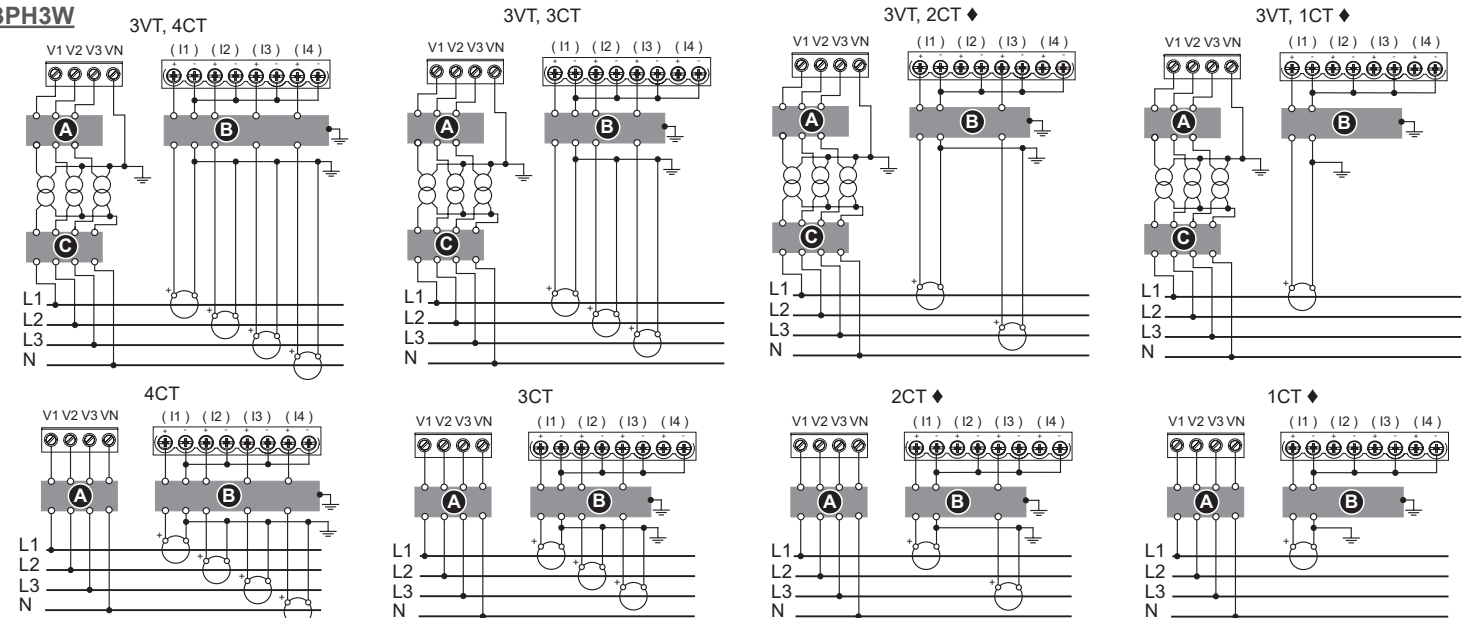 3PH3W
3VT, 4CT
V1 V2 V3 VN
( I1 ) ( I2 ) ( I3 ) ( I4 )
+ - + - + - + -
A
B
C
L1 +
L2 +
L3 +
N +
3VT, 3CT
V1 V2 V3 VN
( I1 ) ( I2 ) ( I3 ) ( I4 )
+ - + - + - + -
A
B
C
L1 +
L2 +
L3 +
N
3VT, 2CT ♦
V1 V2 V3 VN
( I1 ) ( I2 ) ( I3 ) ( I4 )
+ - + - + - + -
A
B
C
L1 +
L2
L3 +
N
3VT, 1CT ♦
V1 V2 V3 VN
( I1 ) ( I2 ) ( I3 ) ( I4 )
+ - + - + - + -
A
B
C
L1 +
L2
L3
N
4CT
V1 V2 V3 VN
( I1 ) ( I2 ) ( I3 ) ( I4 )
+ - + - + - + -
A
B
L1 +
L2 +
L3 +
N +
3CT
V1 V2 V3 VN
( I1 ) ( I2 ) ( I3 ) ( I4 )
+ - + - + - + -
A
B
L1 +
L2 +
L3 +
N
2CT ♦
V1 V2 V3 VN
( I1 ) ( I2 ) ( I3 ) ( I4 )
+ - + - + - + -
A
B
L1 +
L2
L3 +
N
1CT ♦
V1 V2 V3 VN
( I1 ) ( I2 ) ( I3 ) ( I4 )
+ - + - + - + -
A
B
L1 +
L2
L3
N